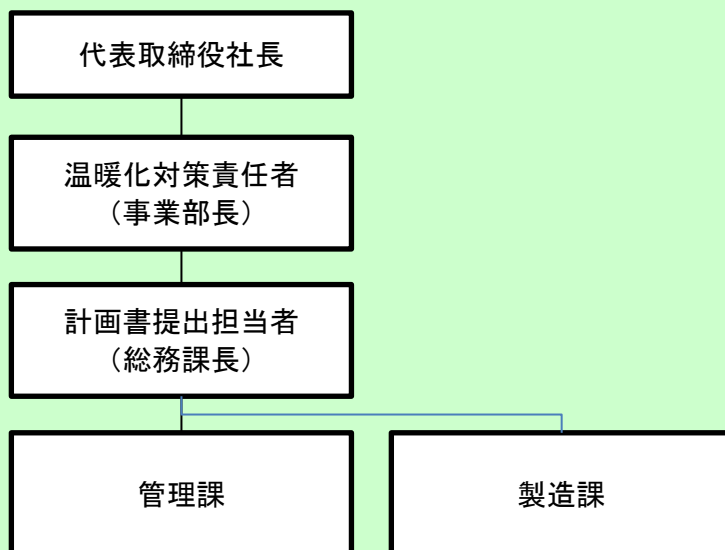 代表取締役社長
温暖化対策責任者
（事業部長）
計画書提出担当者
（総務課長）
管理課
製造課